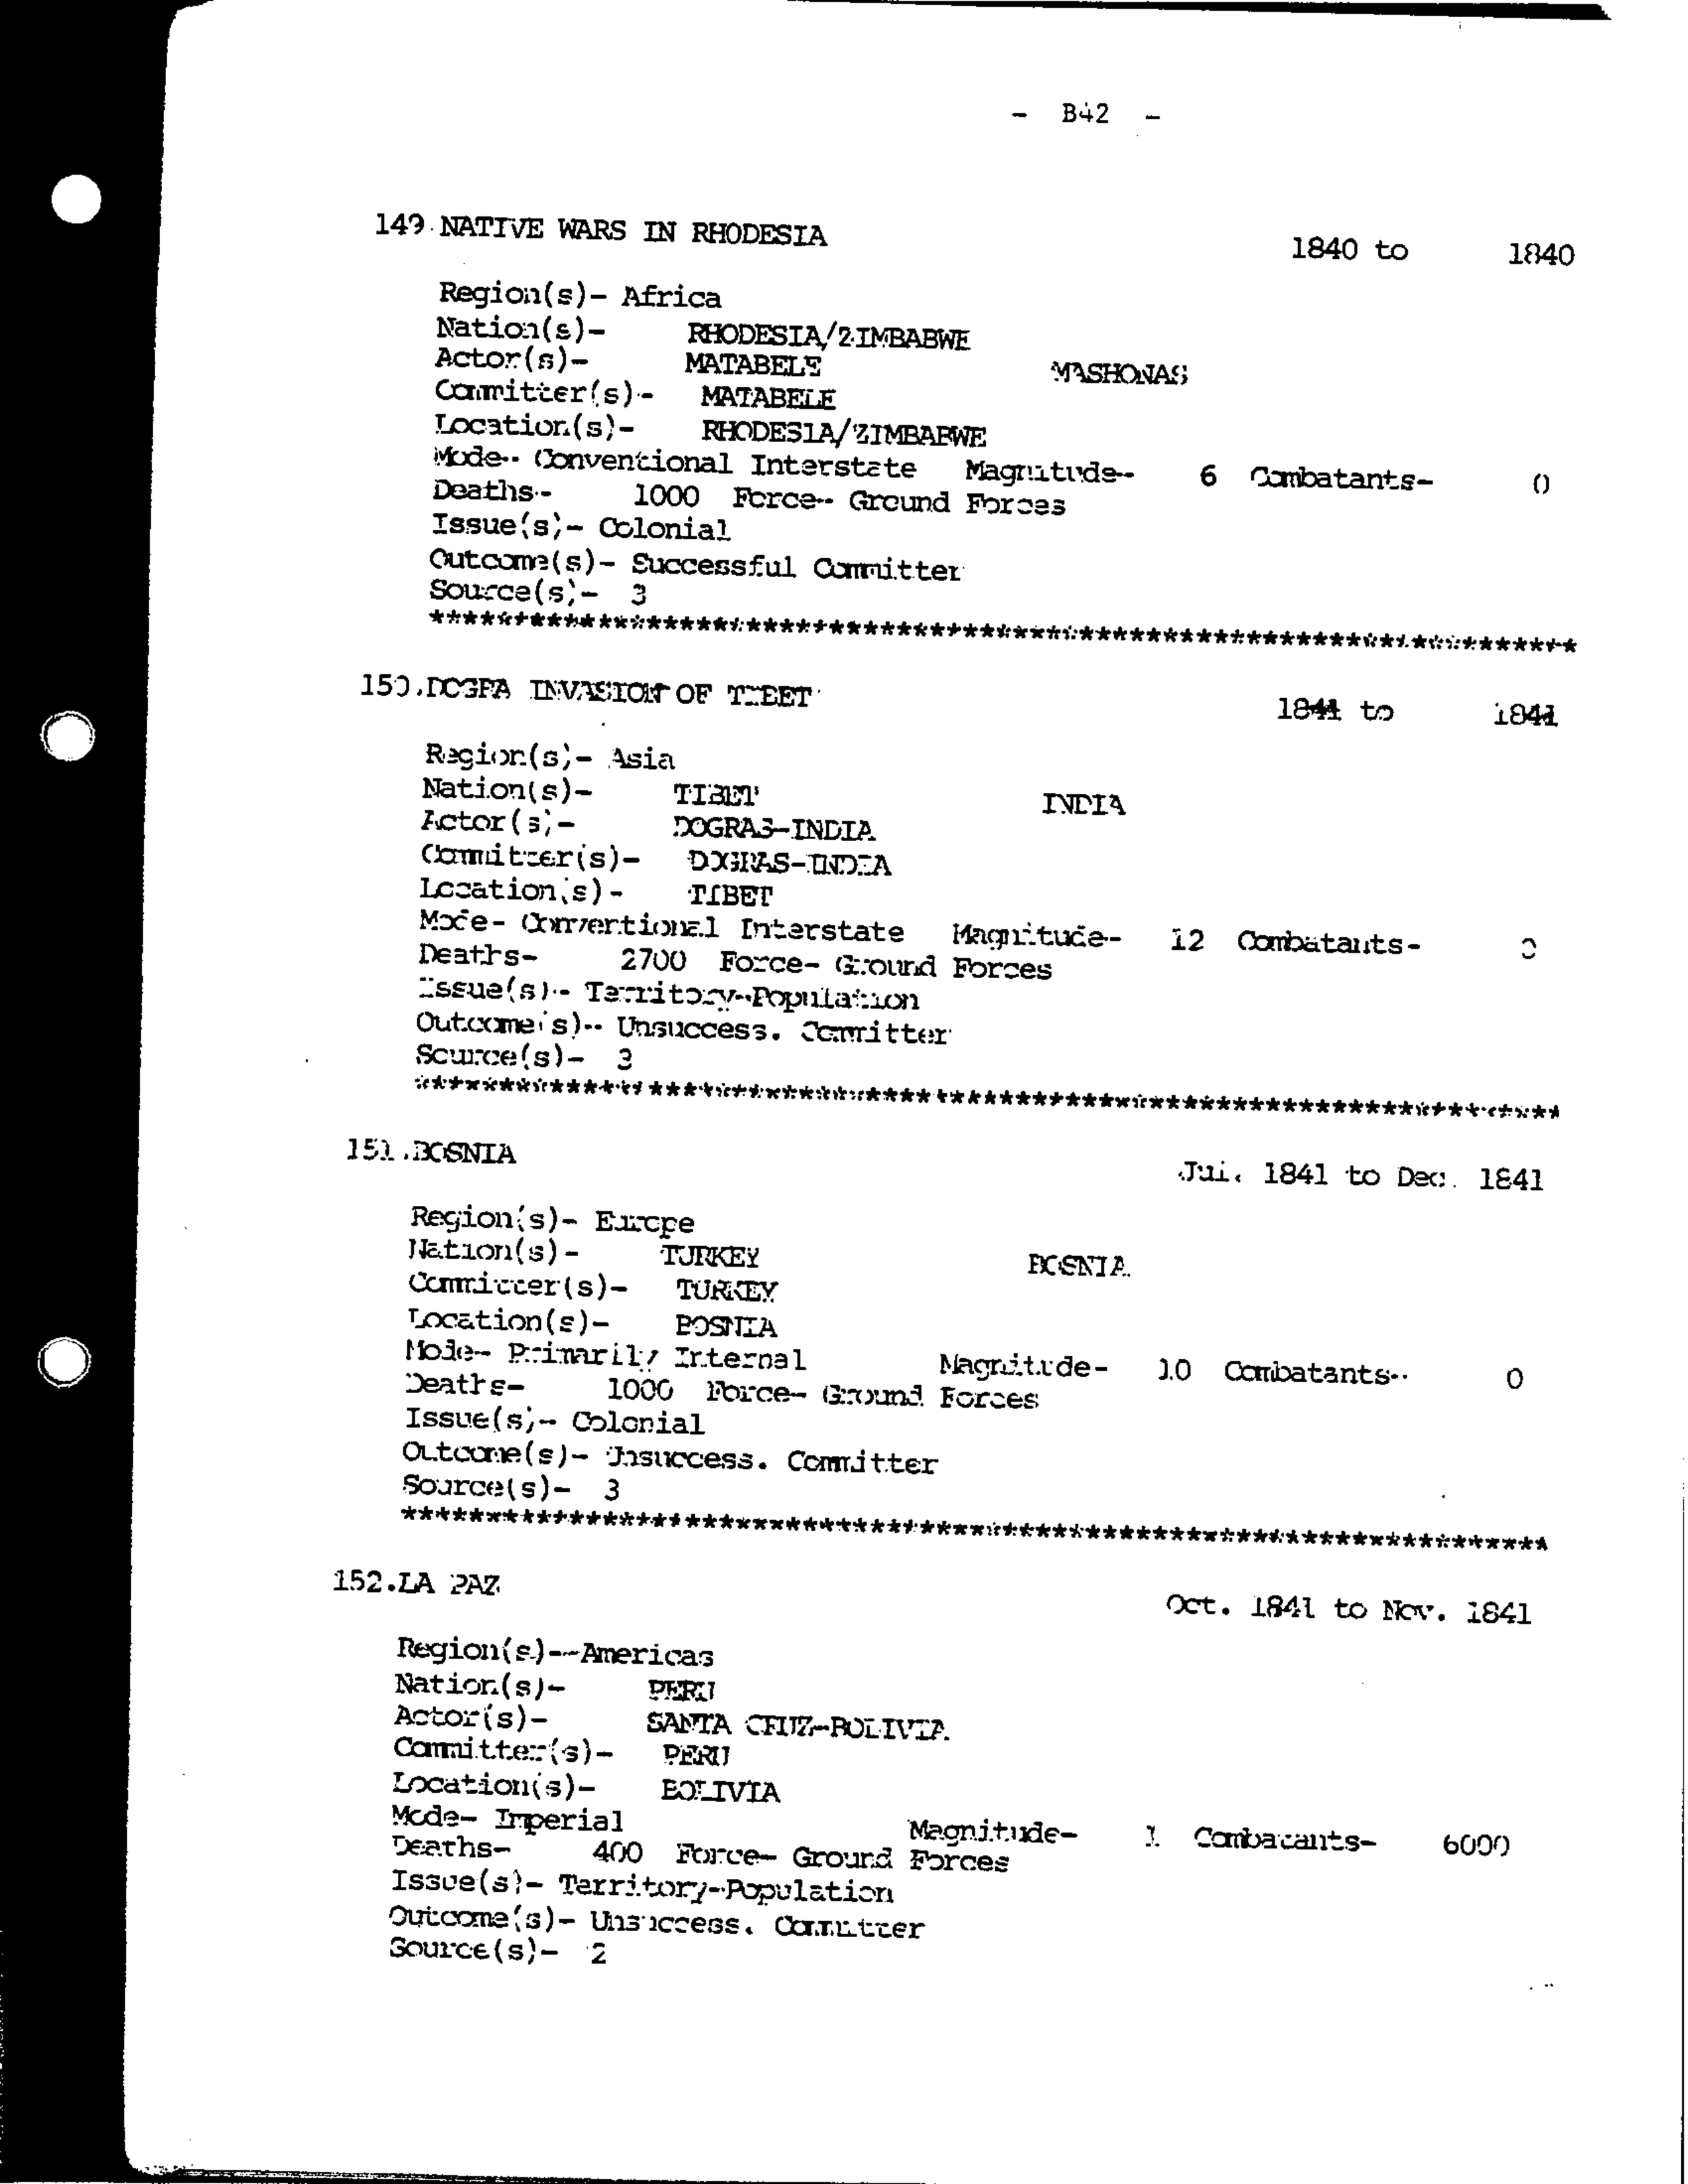 - B42 -
149. NATIVE WARS IN RHODESIA 1840 to 1840
Region(s)- Africa
Nation(s)- RHODESIA/ZIMBABWE
Actor(s)- MATABELE MASHONAS
Committer(s)- MATABELE
Location(s)- RHODESIA/ZIMBABWE
Mode- Conventional Interstate Magnitude- 6 Combatants- 0
Deaths- 1000 Force- Ground Forces
Issue(s)- Colonial
Outcome(s)- Successful Committer
Source(s)- 3
**********************************************************************
150.DOGRA INVASION OF TIBET 1841 to 1841
Region(s)- Asia
Nation(s)- TIBET INDIA
Actor(s)- DOGRAS-INDIA
Committer(s)- DOGRAS-INDIA
Location(s)- TIBET
Mode- Conventional Interstate Magnitude- 12 Combatants- 0
Deaths- 2700 Force- Ground Forces
Issue(s)- Territory-Population
Outcome(s)- Unsuccess. Committer
Source(s)- 3
**********************************************************************
151.BOSNIA Jul. 1841 to Dec. 1841
Region(s)- Europe
Nation(s)- TURKEY BOSNIA
Committer(s)- TURKEY
Location(s)- BOSNIA
Mode- Primarily Internal Magnitude- 10 Combatants- 0
Deaths- 1000 Force- Ground Forces
Issue(s)- Colonial
Outcome(s)- Unsuccess. Committer
Source(s)- 3
**********************************************************************
152.LA PAZ Oct. 1841 to Nov. 1841
Region(s)- Americas
Nation(s)- PERU
Actor(s)- SANTA CRUZ-BOLIVIA
Committer(s)- PERU
Location(s)- BOLIVIA
Mode- Imperial Magnitude- 1 Combatants- 6000
Deaths- 400 Force- Ground Forces
Issue(s)- Territory-Population
Outcome(s)- Unsuccess. Committer
Source(s)- 2